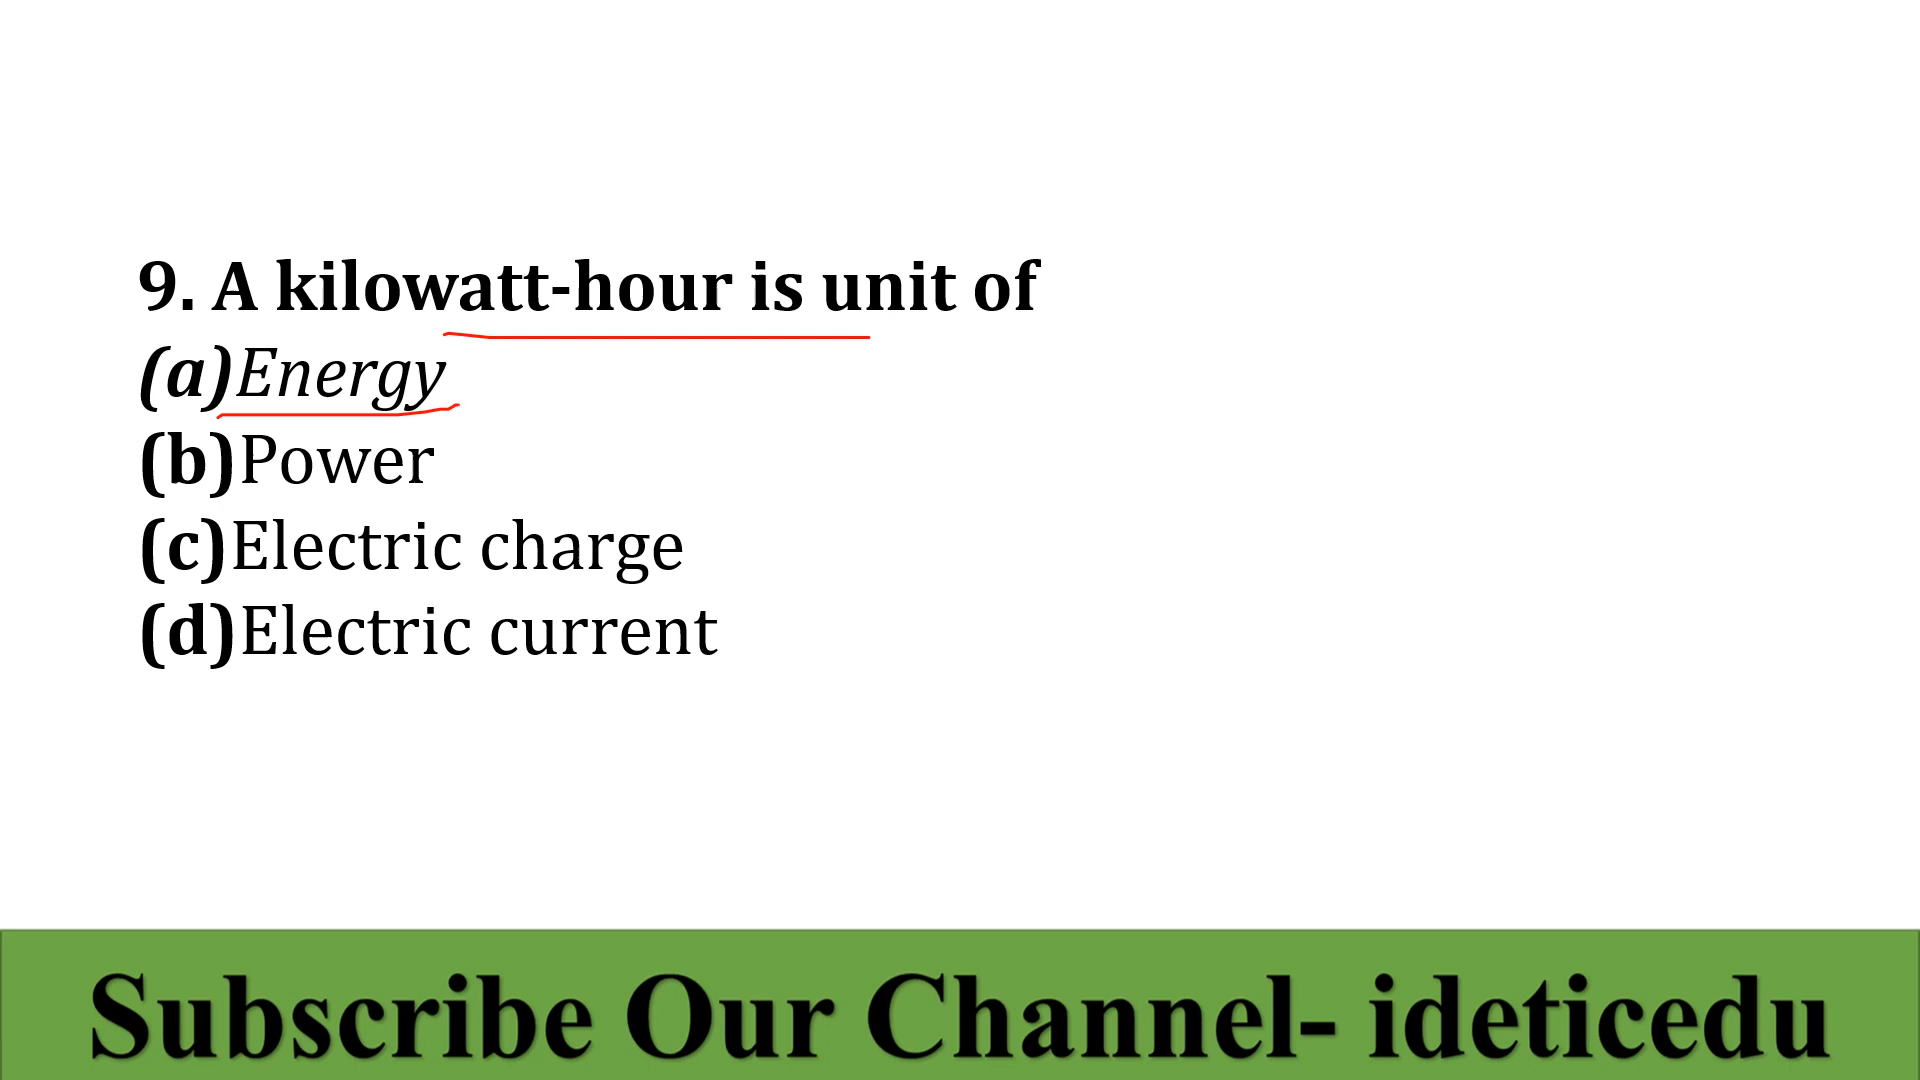 9. A kilowatt-hour is unit of
(a)Energy
(b)Power
(c)Electric charge
(d)Electric current
Subscribe Our Channel- ideticedu